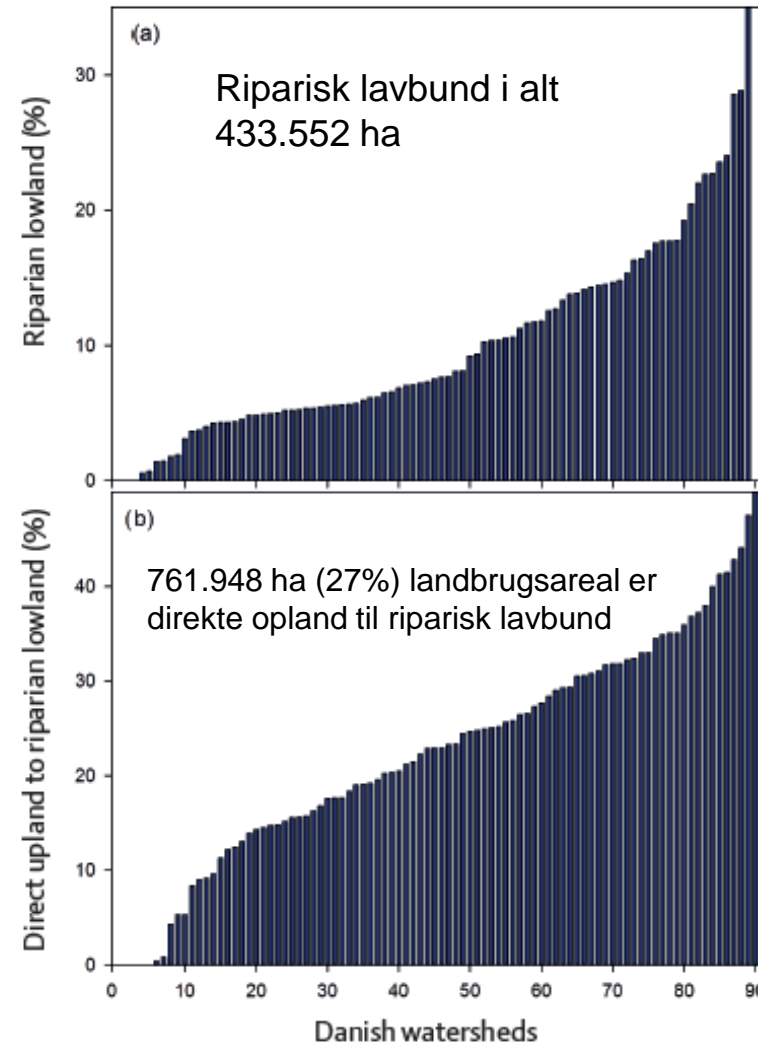 (a)
Riparisk lavbund i alt
433.552 ha
Riparian lowland (%)
30
20
10
0
(b)
761.948 ha (27%) landbrugsareal er
direkte opland til riparisk lavbund
Direct upland to riparian lowland (%)
40
30
20
10
0
0 10 20 30 40 50 60 70 80 90
Danish watersheds